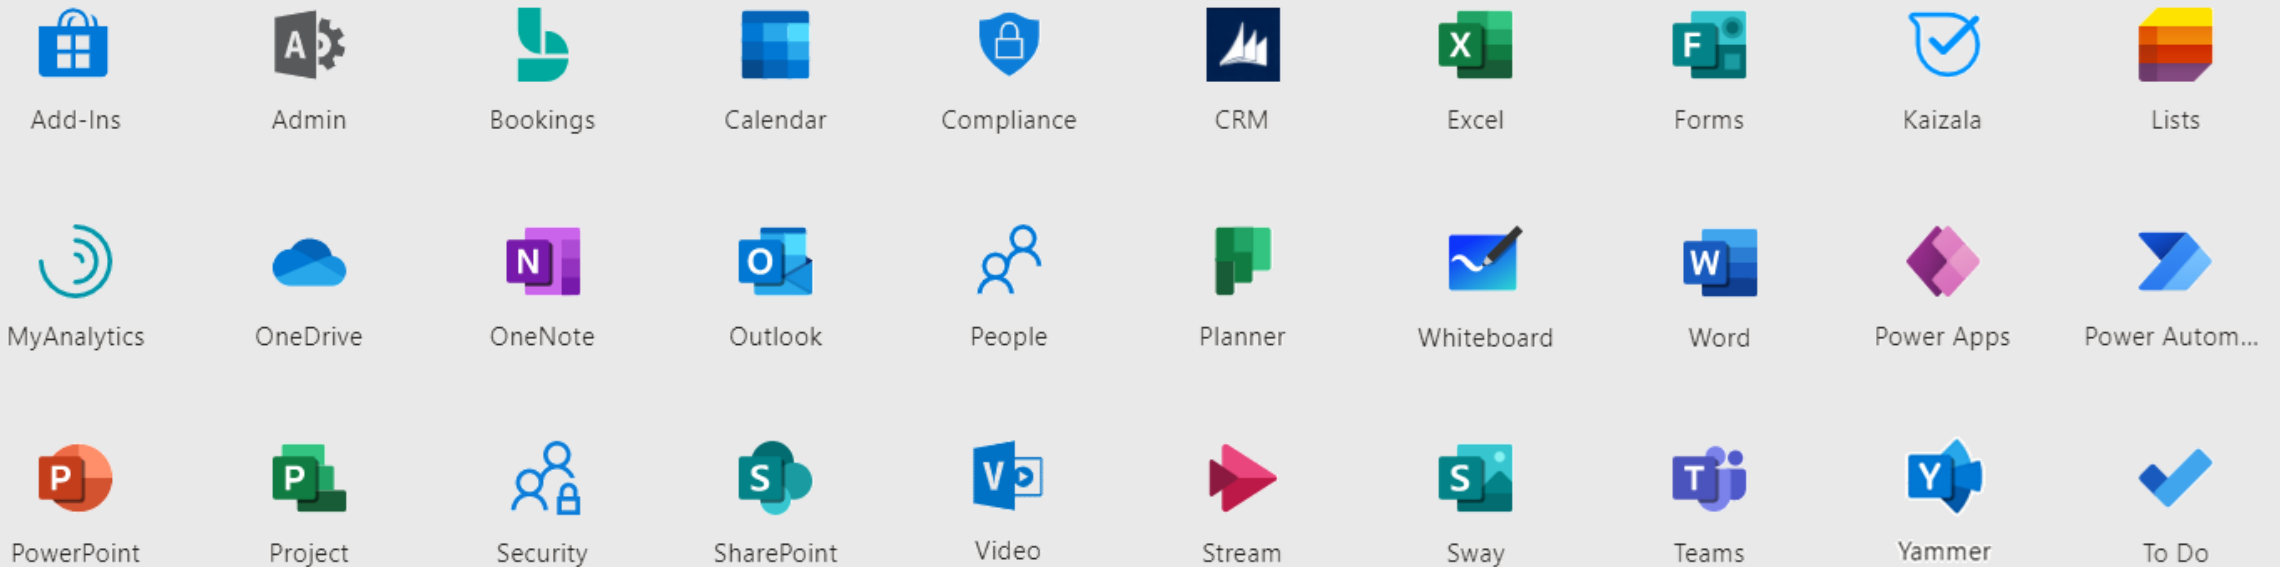 Add-Ins Admin Bookings Calendar Compliance CRM Excel Forms Kaizala Lists
MyAnalytics OneDrive OneNote Outlook People Planner Whiteboard Word Power Apps Power Autom...
PowerPoint Project Security SharePoint Video Stream Sway Teams Yammer To Do